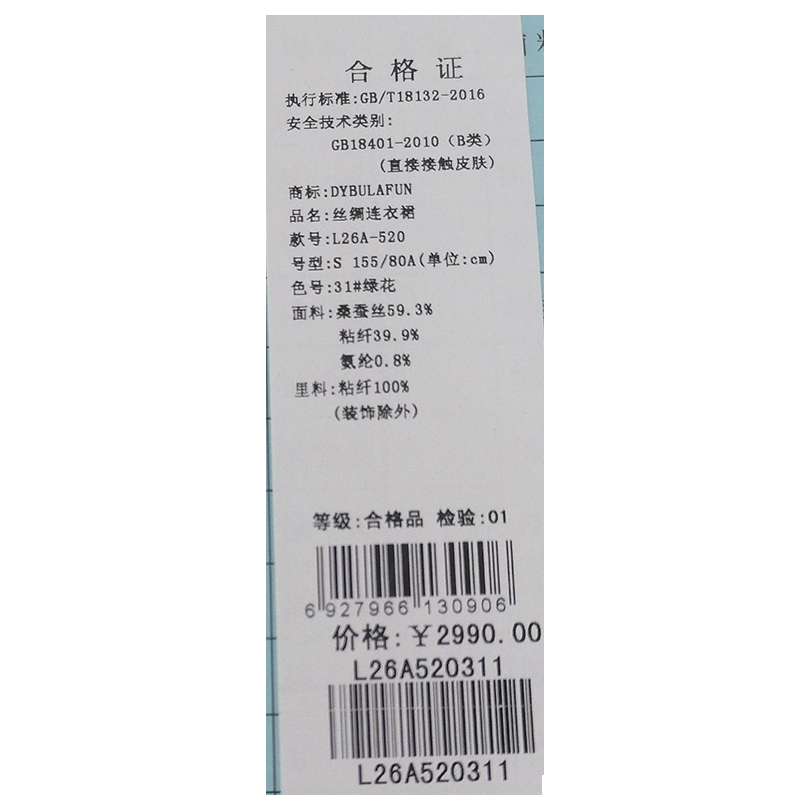 合格证
执行标准:GB/T18132-2016
安全技术类别:
GB18401-2010（B类）
(直接接触皮肤)
商标:DYBULAFUN
品名:丝绸连衣裙
款号:L26A-520
号型:S 155/80A(单位:cm)
色号:31#绿花
面料:桑蚕丝59.3%
粘纤39.9%
氨纶0.8%
里料:粘纤100%
(装饰除外)
等级:合格品 检验:01
6 927966 130906
价格:￥2990.00
L26A520311
L26A520311